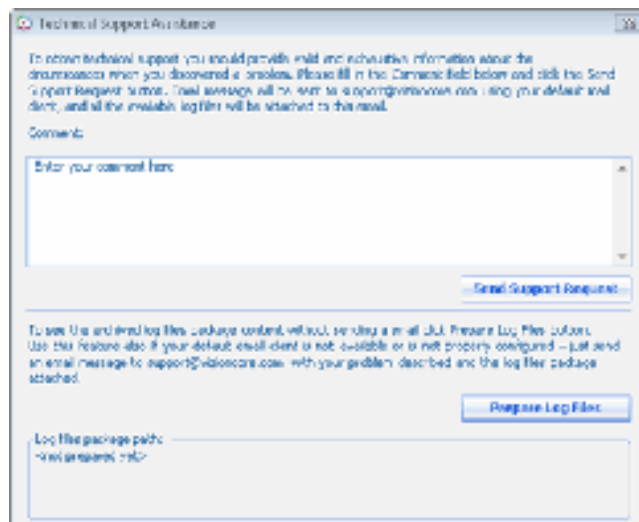 Technical Support Assistance
To obtain technical support you should provide valid and exhaustive information about the
circumstances when you discovered a problem. Please fill in the Comment field below and click the Send
Support Request button. Email message will be sent to support@visioncore.com using your default mail
client, and all the available log files will be attached to this email.
Comment:
Enter your comment here
Send Support Request
To see the archived log files package content without sending a email click Prepare Log Files button.
Use this feature also if your default email client is not available or is not properly configured – just send
an email message to support@visioncore.com with your problem described and the log files package
attached.
Prepare Log Files
Log files package path:
<not prepared yet>